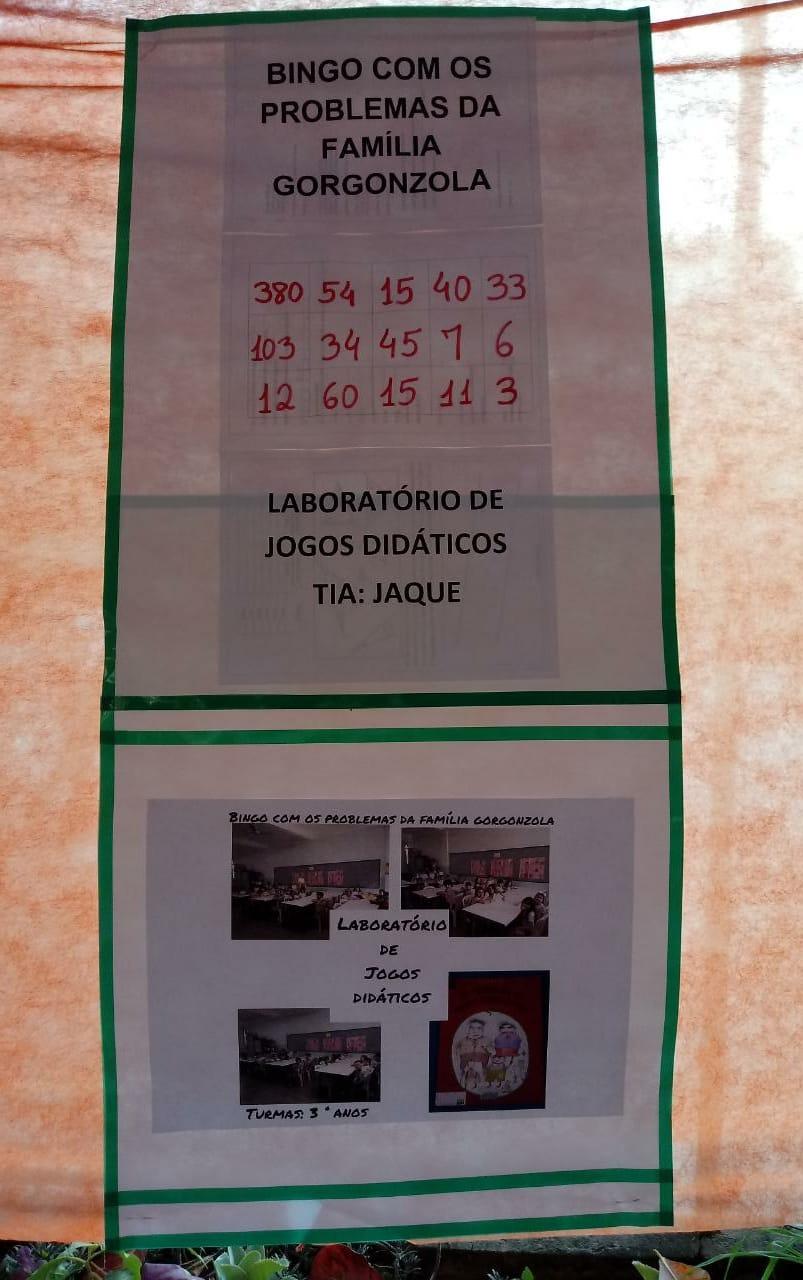 BINGO COM OS
PROBLEMAS DA
FAMÍLIA
GORGONZOLA
380 54 15 40 33
103 34 45 7 6
12 60 15 11 3
LABORATÓRIO DE
JOGOS DIDÁTICOS
TIA: JAQUE
BINGO COM OS PROBLEMAS DA FAMÍLIA GORGONZOLA
LABORATÓRIO
DE
JOGOS
DIDÁTICOS
TURMAS: 3 ° ANOS